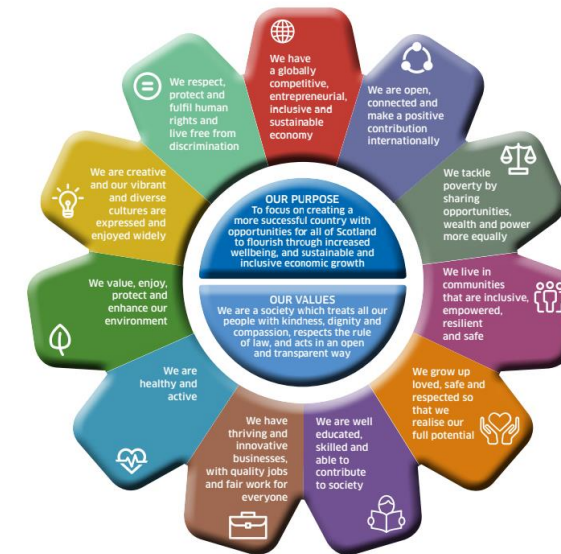 We have
a globally
competitive,
entrepreneurial,
inclusive and
sustainable
economy
We are open,
connected and
make a positive
contribution
internationally
We tackle
poverty by
sharing
opportunities,
wealth and power
more equally
We live in
communities
that are inclusive,
empowered,
resilient
and safe
We grow up
loved, safe and
respected so
that we
realise our
full potential
We are well
educated,
skilled and
able to
contribute
to society
We have
thriving and
innovative
businesses,
with quality jobs
and fair work for
everyone
We are
healthy and
active
We value, enjoy,
protect and
enhance our
environment
We are creative
and our vibrant
and diverse
cultures are
expressed and
enjoyed widely
We respect,
protect and
fulfil human
rights and
live free from
discrimination
OUR PURPOSE
To focus on creating a
more successful country with
opportunities for all of Scotland
to flourish through increased
wellbeing, and sustainable and
inclusive economic growth
OUR VALUES
We are a society which treats all our
people with kindness, dignity and
compassion, respects the rule
of law, and acts in an open
and transparent way